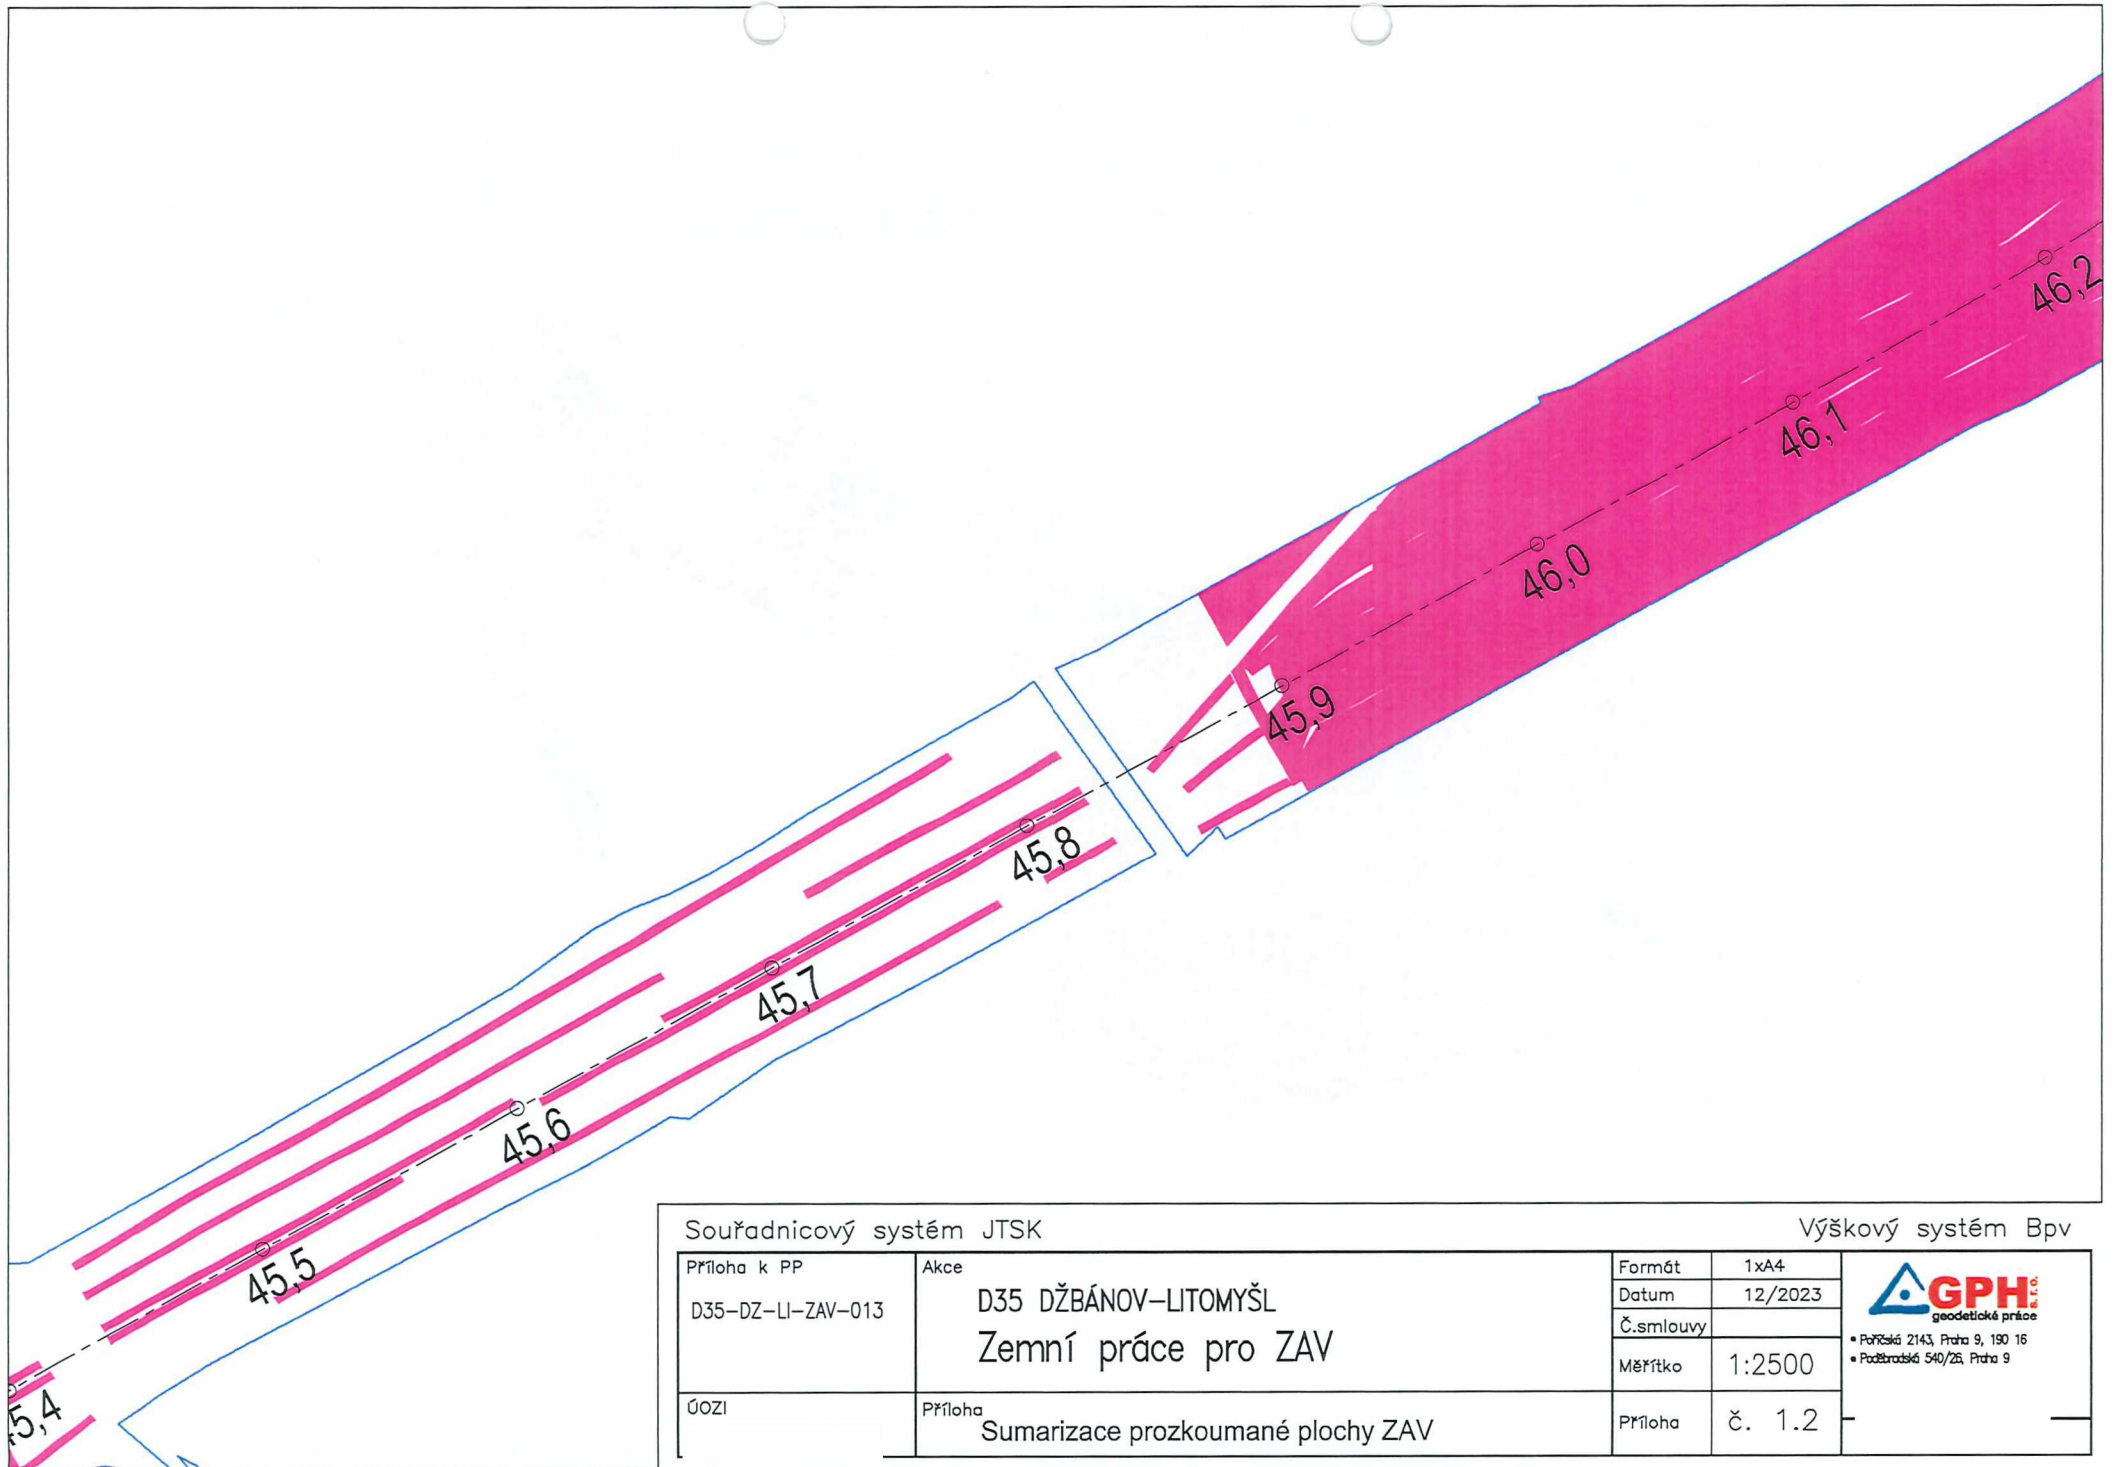 46,2
46,1
46,0
45,9
45,8
45,7
45,6
45,5
5,4
Souřadnicový systém JTSK
Výškový systém Bpv
Příloha k PP
D35-DZ-LI-ZAV-013
Akce
D35 DŽBÁNOV-LITOMYŠL
Zemní práce pro ZAV
Formát 1xA4
Datum 12/2023
Č.smlouvy
Měřítko 1:2500
Příloha č. 1.2
ÚOZI
Příloha
Sumarizace prozkoumané plochy ZAV
GPH s.r.o.
geodetické práce
• Poříčská 2143, Praha 9, 190 16
• Poděbradská 540/26, Praha 9